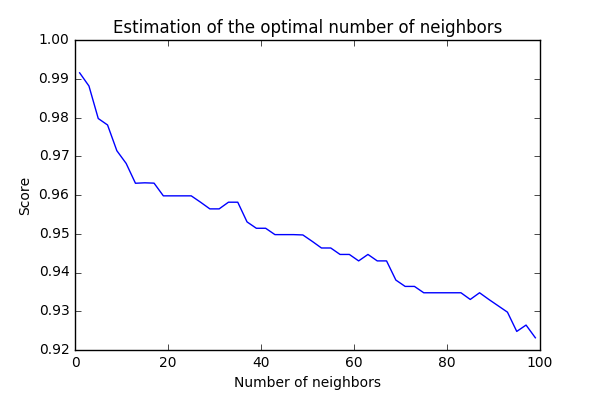 Estimation of the optimal number of neighbors
1.00
0.99
0.98
0.97
0.96
0.95
0.94
0.93
0.92
Score
0 20 40 60 80 100
Number of neighbors